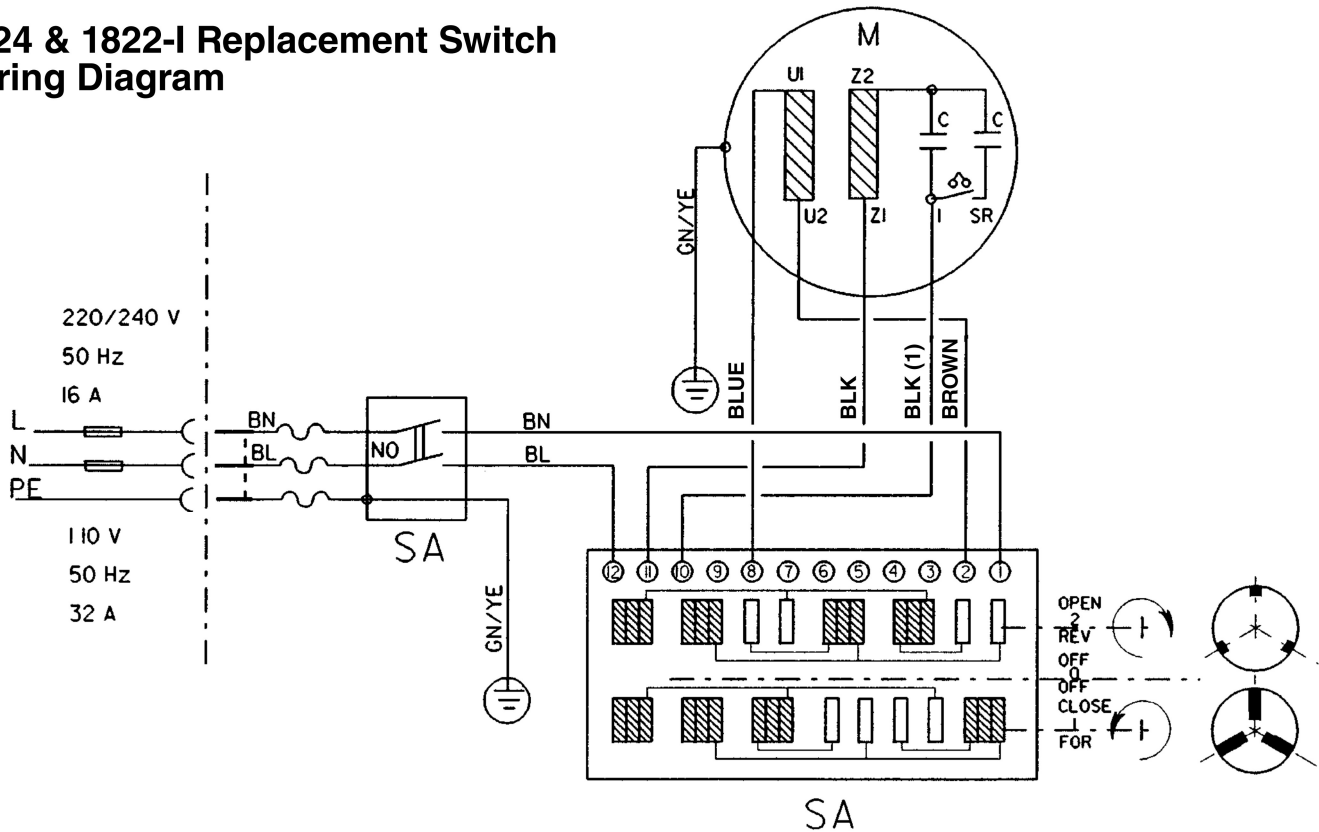 24 & 1822-I Replacement Switch
ring Diagram
M
U1 Z2
C C
U2 Z1 1 SR
GN/YE
220/240 V
50 Hz
16 A
BLUE
BLK
BLK (1)
BROWN
L BN BN
N BL NO BL
PE
SA
110 V
50 Hz
32 A
GN/YE
12 11 10 9 8 7 6 5 4 3 2 1
OPEN
2
REV
OFF
0
OFF
CLOSE
1
FOR
SA